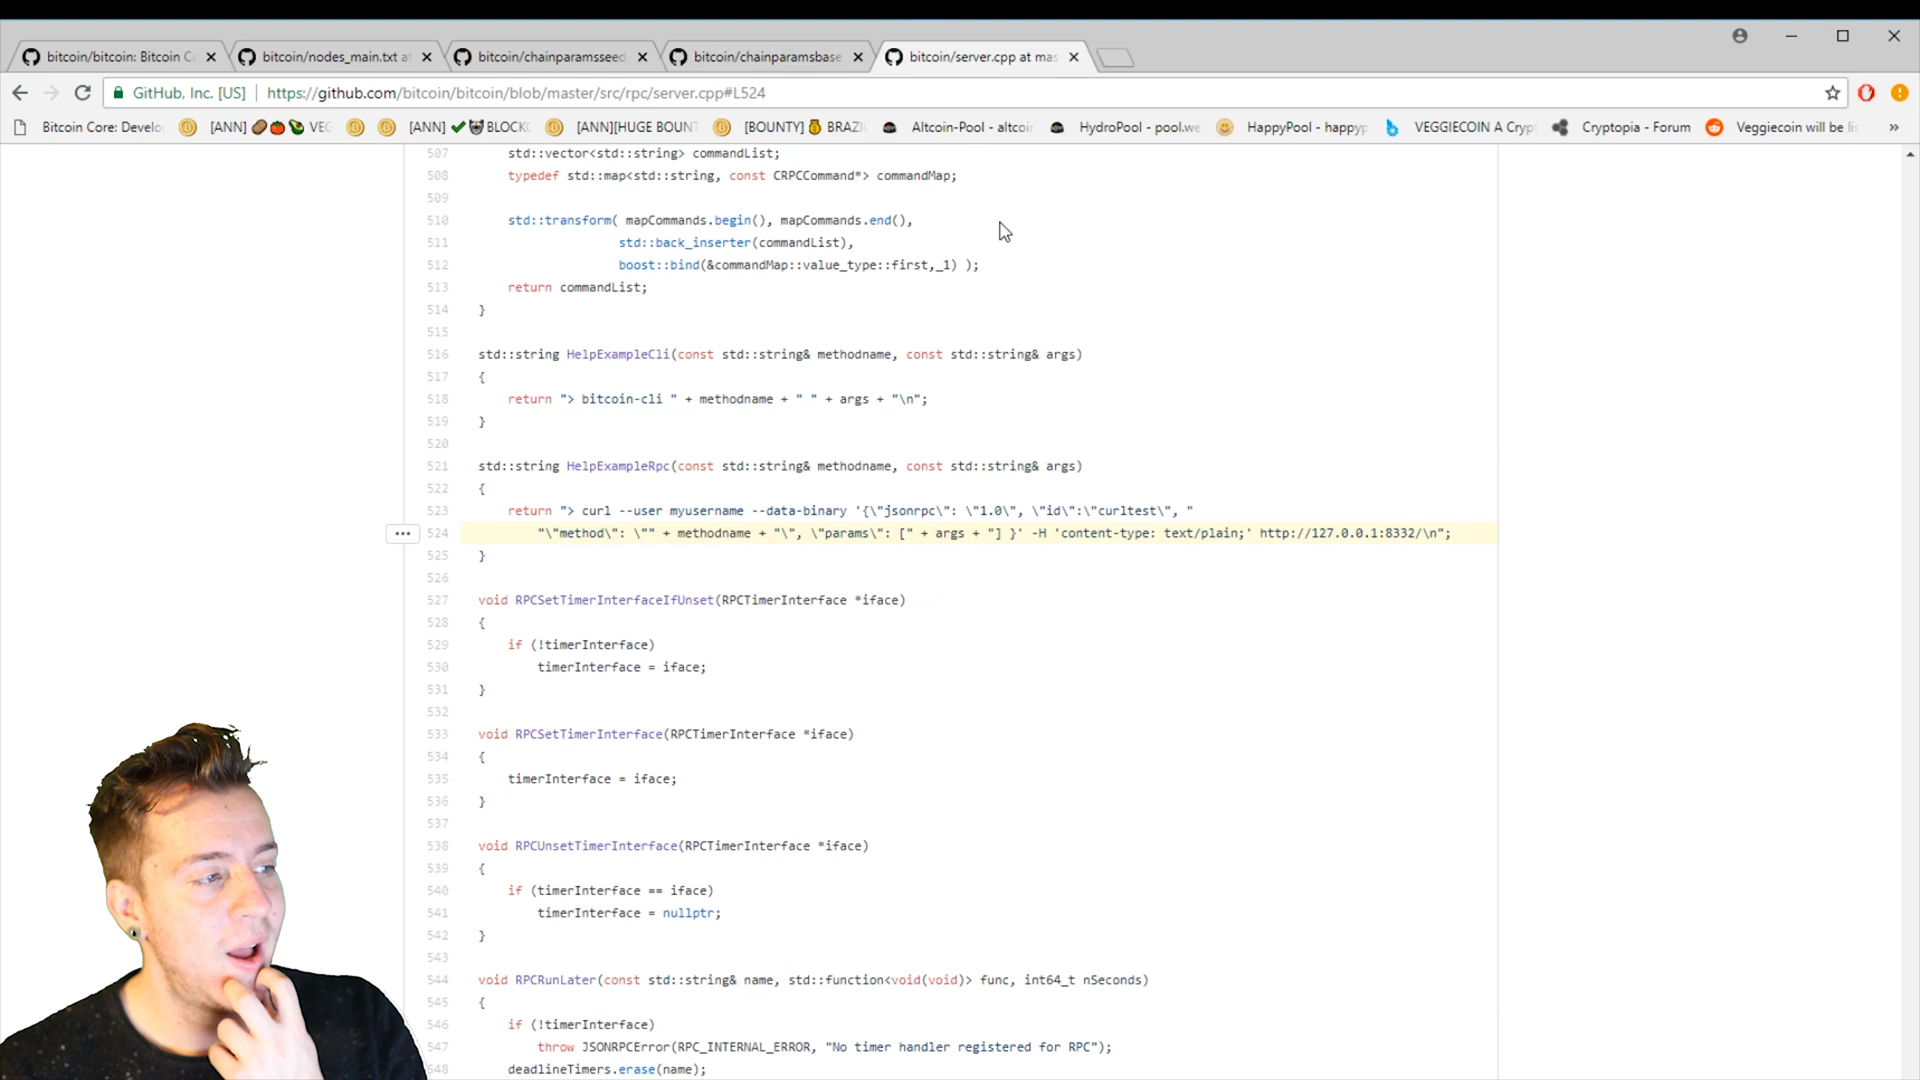 bitcoin/bitcoin: Bitcoin C
bitcoin/nodes_main.txt at
bitcoin/chainparamsseed
bitcoin/chainparamsbase.
bitcoin/server.cpp at mas
GitHub, Inc. [US]
https://github.com/bitcoin/bitcoin/blob/master/src/rpc/server.cpp#L524
Bitcoin Core: Develo
[ANN] 🥔🍅🥒 VEG
[ANN] ✔ BLOCK
[ANN][HUGE BOUNT
[BOUNTY] 💰 BRAZI
Altcoin-Pool - altcoin
HydroPool - pool.we
HappyPool - happyp
VEGGIECOIN A Cryp
Cryptopia - Forum
Veggiecoin will be lis
»
507 std::vector<std::string> commandList;
508 typedef std::map<std::string, const CRPCCommand*> commandMap;
509
510 std::transform( mapCommands.begin(), mapCommands.end(),
511 std::back_inserter(commandList),
512 boost::bind(&commandMap::value_type::first,_1) );
513 return commandList;
514 }
515
516 std::string HelpExampleCli(const std::string& methodname, const std::string& args)
517 {
518 return "> bitcoin-cli " + methodname + " " + args + "\n";
519 }
520
521 std::string HelpExampleRpc(const std::string& methodname, const std::string& args)
522 {
523 return "> curl --user myusername --data-binary '{\"jsonrpc\": \"1.0\", \"id\":\"curltest\", "
... 524 "\"method\": \"" + methodname + "\", \"params\": [" + args + "] }' -H 'content-type: text/plain;' http://127.0.0.1:8332/\n";
525 }
526
527 void RPCSetTimerInterfaceIfUnset(RPCTimerInterface *iface)
528 {
529 if (!timerInterface)
530 timerInterface = iface;
531 }
532
533 void RPCSetTimerInterface(RPCTimerInterface *iface)
534 {
535 timerInterface = iface;
536 }
537
538 void RPCUnsetTimerInterface(RPCTimerInterface *iface)
539 {
540 if (timerInterface == iface)
541 timerInterface = nullptr;
542 }
543
544 void RPCRunLater(const std::string& name, std::function<void(void)> func, int64_t nSeconds)
545 {
546 if (!timerInterface)
547 throw JSONRPCError(RPC_INTERNAL_ERROR, "No timer handler registered for RPC");
548 deadlineTimers.erase(name);